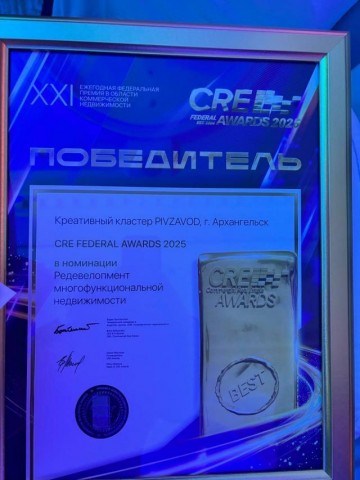 XXI
ЕЖЕГОДНАЯ ФЕДЕРАЛЬНАЯ
ПРЕМИЯ В ОБЛАСТИ
КОММЕРЧЕСКОЙ
НЕДВИЖИМОСТИ
CRE
FEDERAL AWARDS 2025
ПОБЕДИТЕЛЬ
Креативный кластер PIVZAVOD, г. Архангельск
CRE FEDERAL AWARDS 2025
в номинации
Редевелопмент
многофункциональной
недвижимости
CRE
AWARDS
BEST